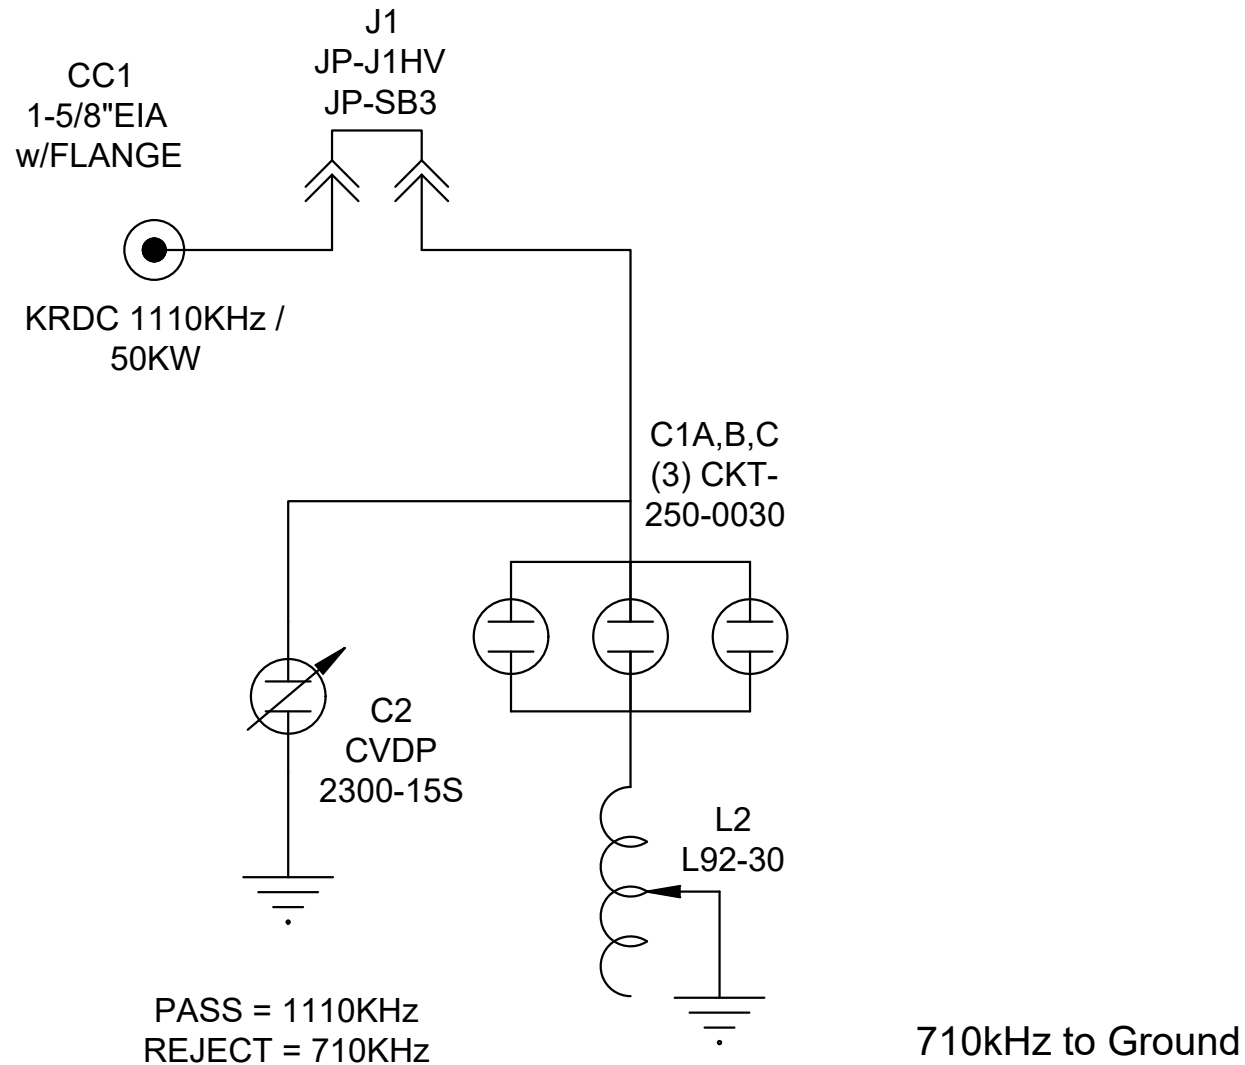 J1
JP-J1HV
JP-SB3
CC1
1-5/8"EIA
w/FLANGE
KRDC 1110KHz /
50KW
C1A,B,C
(3) CKT-
250-0030
C2
CVDP
2300-15S
L2
L92-30
PASS = 1110KHz
REJECT = 710KHz
710kHz to Ground